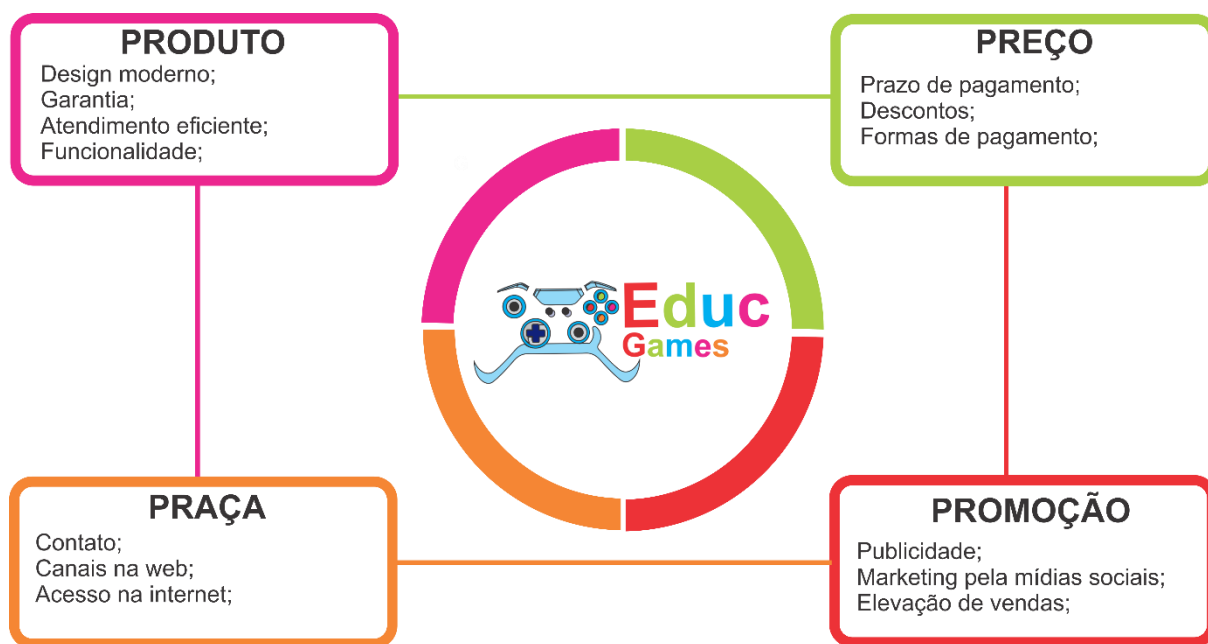 PRODUTO
Design moderno;
Garantia;
Atendimento eficiente;
Funcionalidade;
PREÇO
Prazo de pagamento;
Descontos;
Formas de pagamento;
Educ
Games
PRAÇA
Contato;
Canais na web;
Acesso na internet;
PROMOÇÃO
Publicidade;
Marketing pela mídias sociais;
Elevação de vendas;